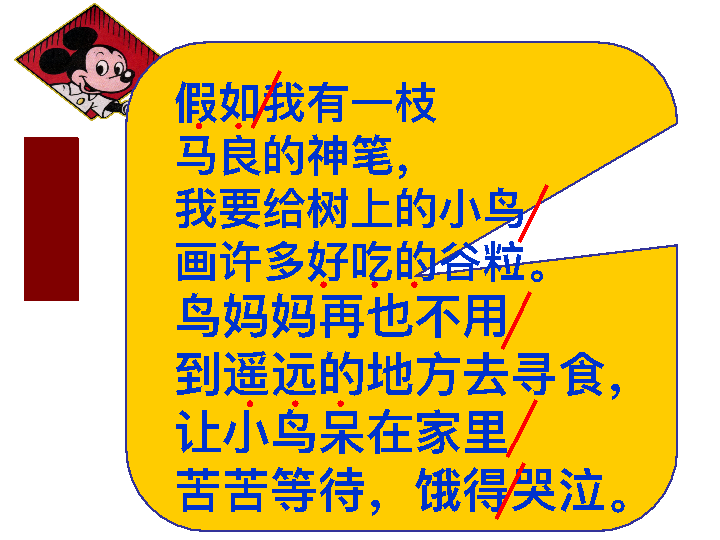 假如我有一枝
马良的神笔，
我要给树上的小鸟
画许多好吃的谷粒。
鸟妈妈再也不用
到遥远的地方去寻食，
让小鸟呆在家里
苦苦等待，饿得哭泣。